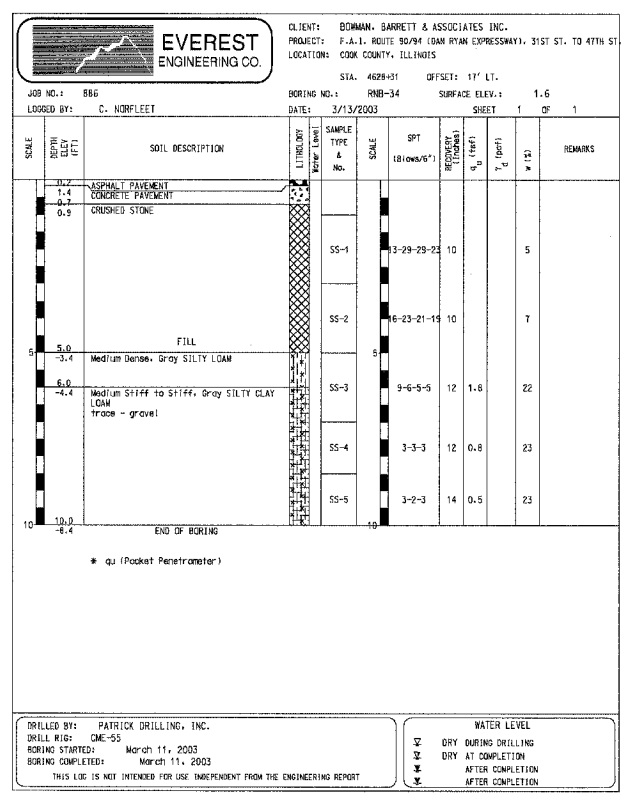 EVEREST
ENGINEERING CO.
CLIENT: BOWMAN, BARRETT & ASSOCIATES INC.
PROJECT: F.A.I. ROUTE 90/94 (DAN RYAN EXPRESSWAY), 31ST ST. TO 47TH ST
LOCATION: COOK COUNTY, ILLINOIS
STA. 4628+31 OFFSET: 17' LT.
JOB NO.: 886 BORING NO.: RNB-34 SURFACE ELEV.: 1.6
LOGGED BY: C. NORFLEET DATE: 3/13/2003 SHEET 1 OF 1
SCALE DEPTH ELEV (FT) SOIL DESCRIPTION LITHOLOGY Water Level SAMPLE TYPE & No. SCALE SPT (Blows/6") RECOVERY (Inches) qu (tsf) γd (pcf) w (%) REMARKS
0.2 ASPHALT PAVEMENT
1.4 CONCRETE PAVEMENT
0.7
0.9 CRUSHED STONE
SS-1 13-29-29-23 10 5
SS-2 16-23-21-19 10 7
FILL
5 5.0 5
-3.4 Medium Dense, Gray SILTY LOAM
6.0
-4.4 Medium Stiff to Stiff, Gray SILTY CLAY
LOAM
trace - gravel
SS-3 9-6-5-5 12 1.8 22
SS-4 3-3-3 12 0.8 23
SS-5 3-2-3 14 0.5 23
10 10.0 10
-8.4 END OF BORING
* qu (Pocket Penetrometer)
DRILLED BY: PATRICK DRILLING, INC.
DRILL RIG: CME-55
BORING STARTED: March 11, 2003
BORING COMPLETED: March 11, 2003
THIS LOG IS NOT INTENDED FOR USE INDEPENDENT FROM THE ENGINEERING REPORT
WATER LEVEL
DRY DURING DRILLING
DRY AT COMPLETION
AFTER COMPLETION
AFTER COMPLETION